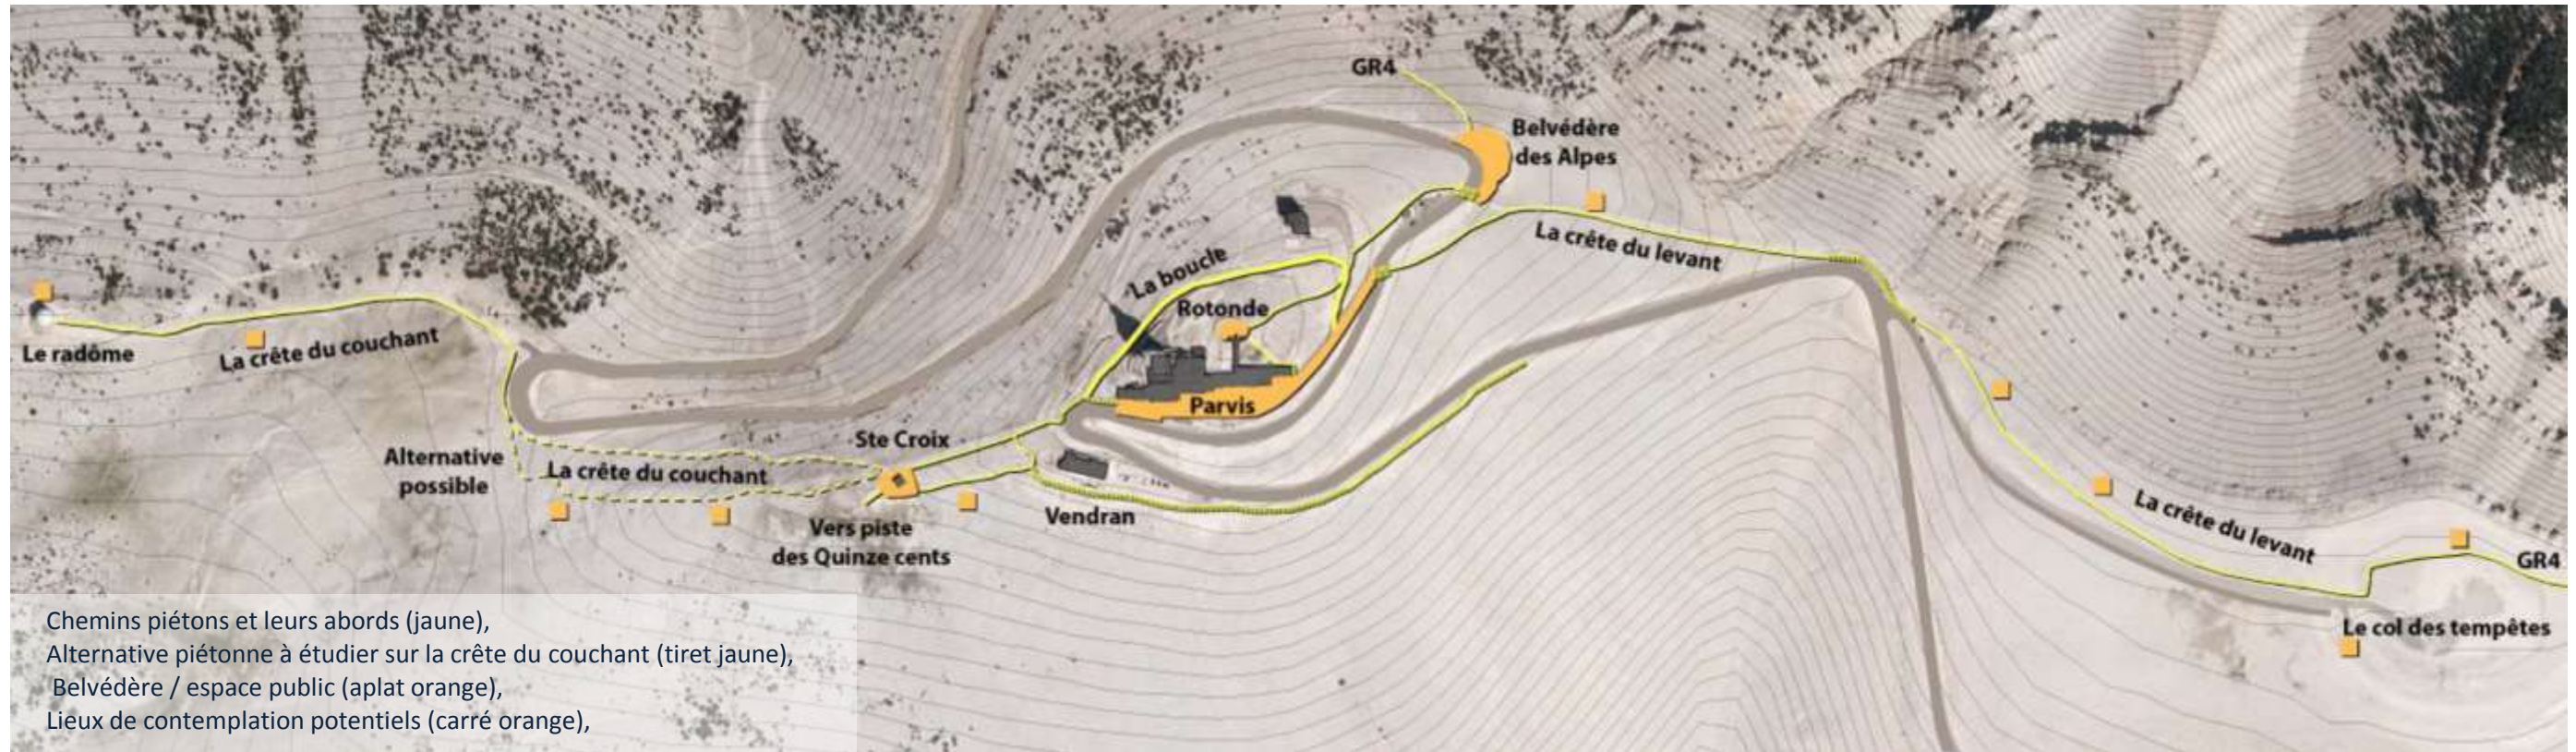 GR4
Belvédère
des Alpes
La crête du levant
La boucle
Rotonde
Le radôme
La crête du couchant
Parvis
Ste Croix
Alternative
possible
La crête du couchant
Vers piste
des Quinze cents
Vendran
La crête du levant
GR4
Le col des tempêtes
Chemins piétons et leurs abords (jaune),
Alternative piétonne à étudier sur la crête du couchant (tiret jaune),
Belvédère / espace public (aplat orange),
Lieux de contemplation potentiels (carré orange),